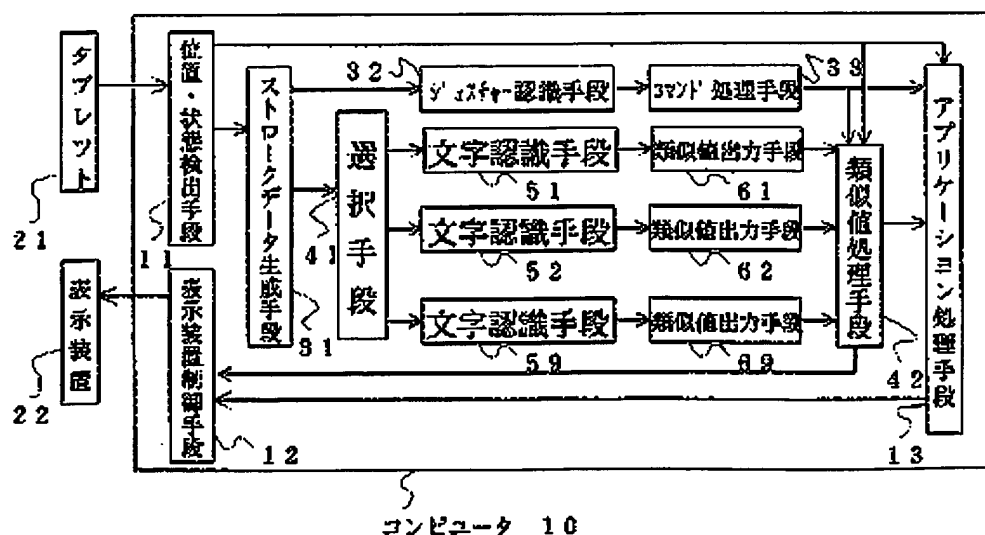 タブレット
21
位置・状態検出手段
11
ストロークデータ生成手段
31
選択手段
41
32
ジェスチャー認識手段
コマンド処理手段
33
文字認識手段
51
類似値出力手段
61
文字認識手段
52
類似値出力手段
62
文字認識手段
59
類似値出力手段
69
類似値処理手段
42
アプリケーション処理手段
13
表示装置
22
表示装置制御手段
12
コンピュータ 10